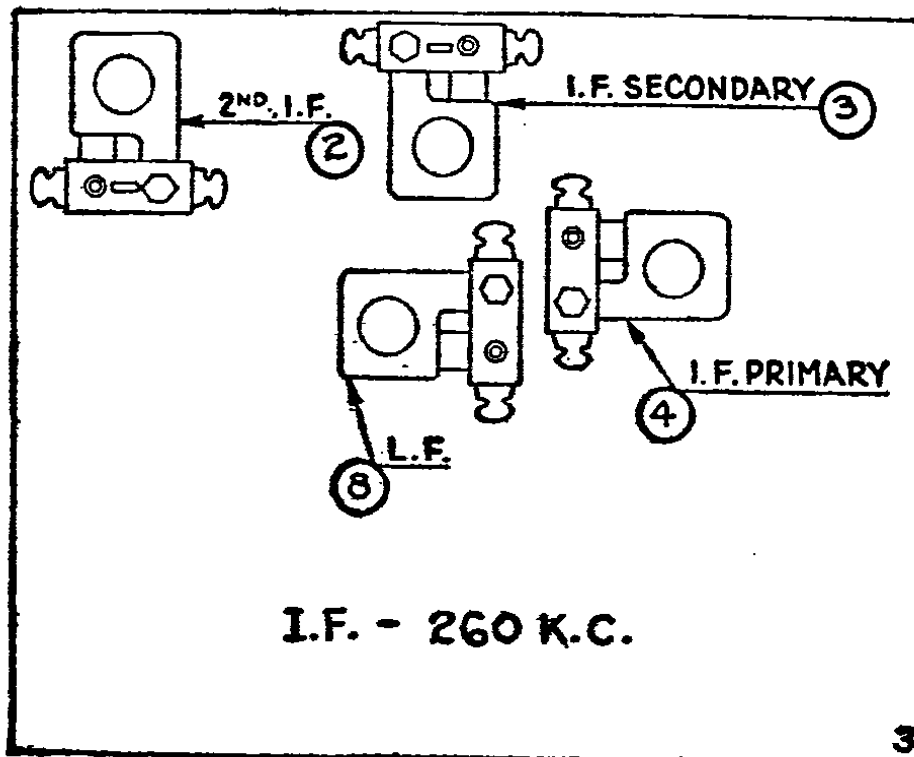 2ND. I.F.
2
I.F. SECONDARY
3
I.F. PRIMARY
4
L.F.
8
I.F. - 260 K.C.
3